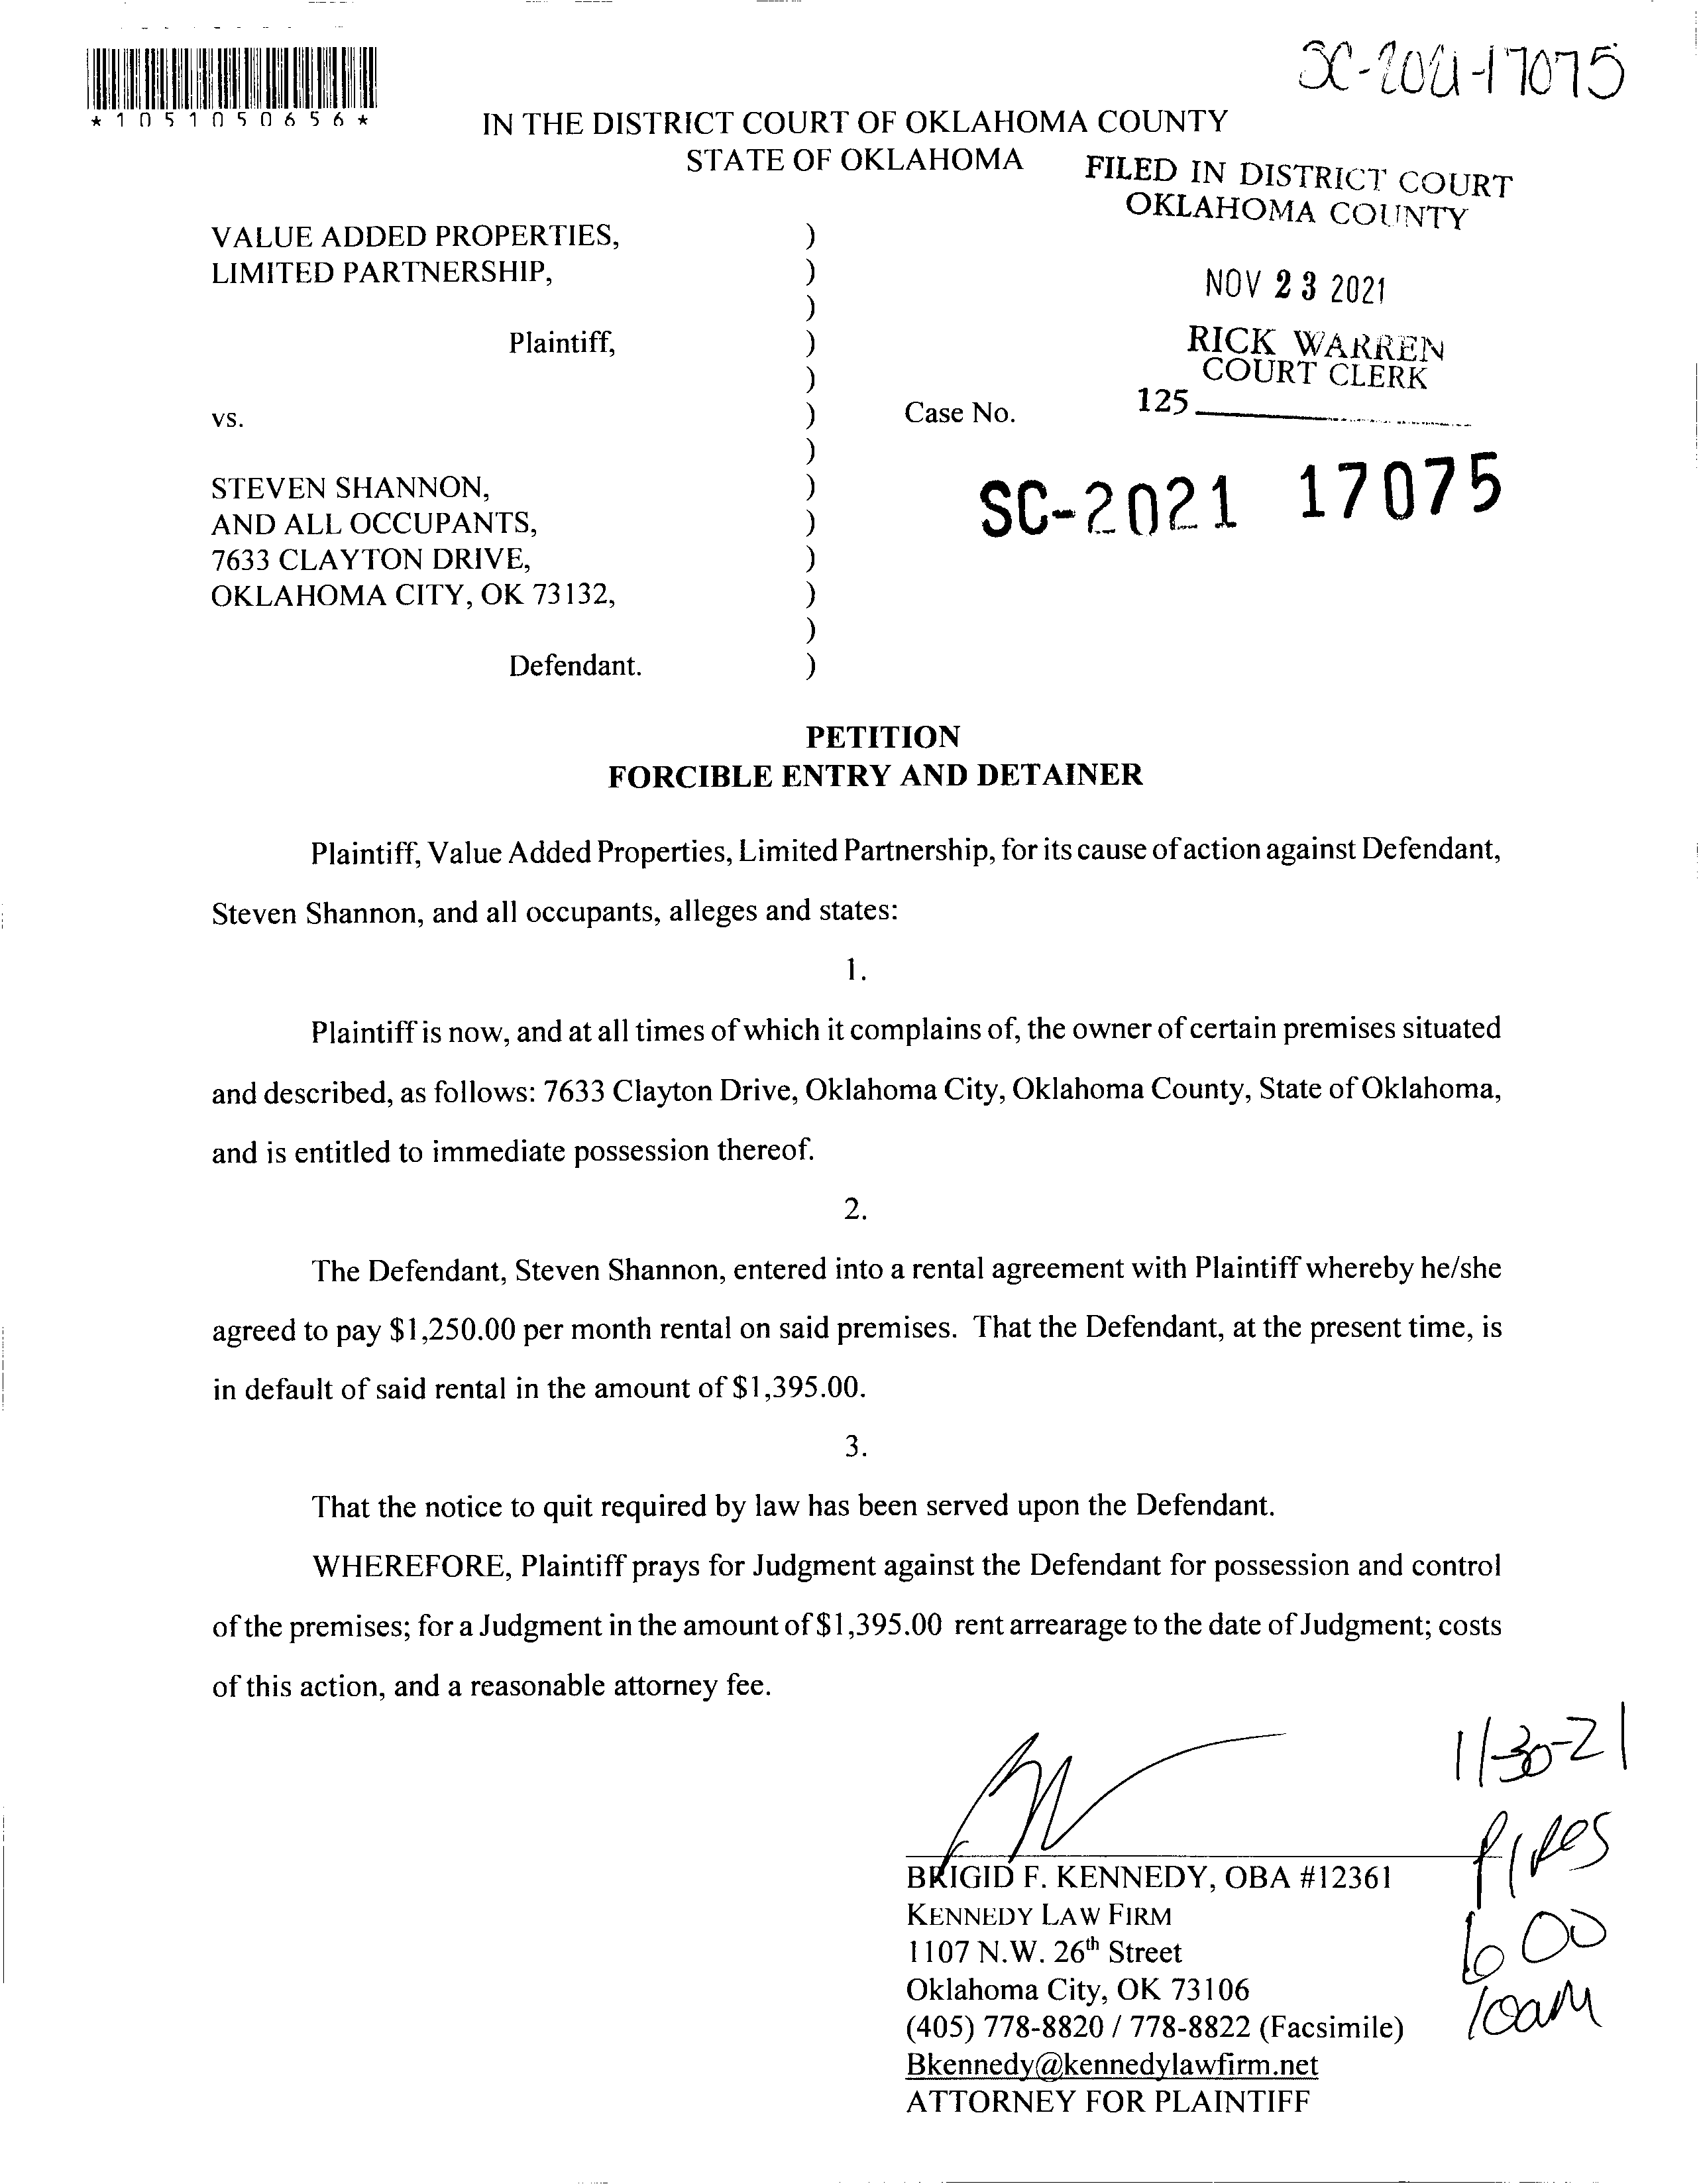 SC-2021-17075
*1051050656*
IN THE DISTRICT COURT OF OKLAHOMA COUNTY
STATE OF OKLAHOMA
FILED IN DISTRICT COURT
OKLAHOMA COUNTY
NOV 23 2021
RICK WARREN
COURT CLERK
125
VALUE ADDED PROPERTIES, )
LIMITED PARTNERSHIP, )
)
Plaintiff, )
)
vs. ) Case No.
)
SC-2021 17075
STEVEN SHANNON, )
AND ALL OCCUPANTS, )
7633 CLAYTON DRIVE, )
OKLAHOMA CITY, OK 73132, )
)
Defendant. )
PETITION
FORCIBLE ENTRY AND DETAINER
Plaintiff, Value Added Properties, Limited Partnership, for its cause of action against Defendant,
Steven Shannon, and all occupants, alleges and states:
1.
Plaintiff is now, and at all times of which it complains of, the owner of certain premises situated
and described, as follows: 7633 Clayton Drive, Oklahoma City, Oklahoma County, State of Oklahoma,
and is entitled to immediate possession thereof.
2.
The Defendant, Steven Shannon, entered into a rental agreement with Plaintiff whereby he/she
agreed to pay $1,250.00 per month rental on said premises. That the Defendant, at the present time, is
in default of said rental in the amount of $1,395.00.
3.
That the notice to quit required by law has been served upon the Defendant.
WHEREFORE, Plaintiff prays for Judgment against the Defendant for possession and control
of the premises; for a Judgment in the amount of $1,395.00 rent arrearage to the date of Judgment; costs
of this action, and a reasonable attorney fee.
BRIGID F. KENNEDY, OBA #12361
KENNEDY LAW FIRM
1107 N.W. 26th Street
Oklahoma City, OK 73106
(405) 778-8820 / 778-8822 (Facsimile)
Bkennedy@kennedylawfirm.net
ATTORNEY FOR PLAINTIFF
11-30-21
600
10am